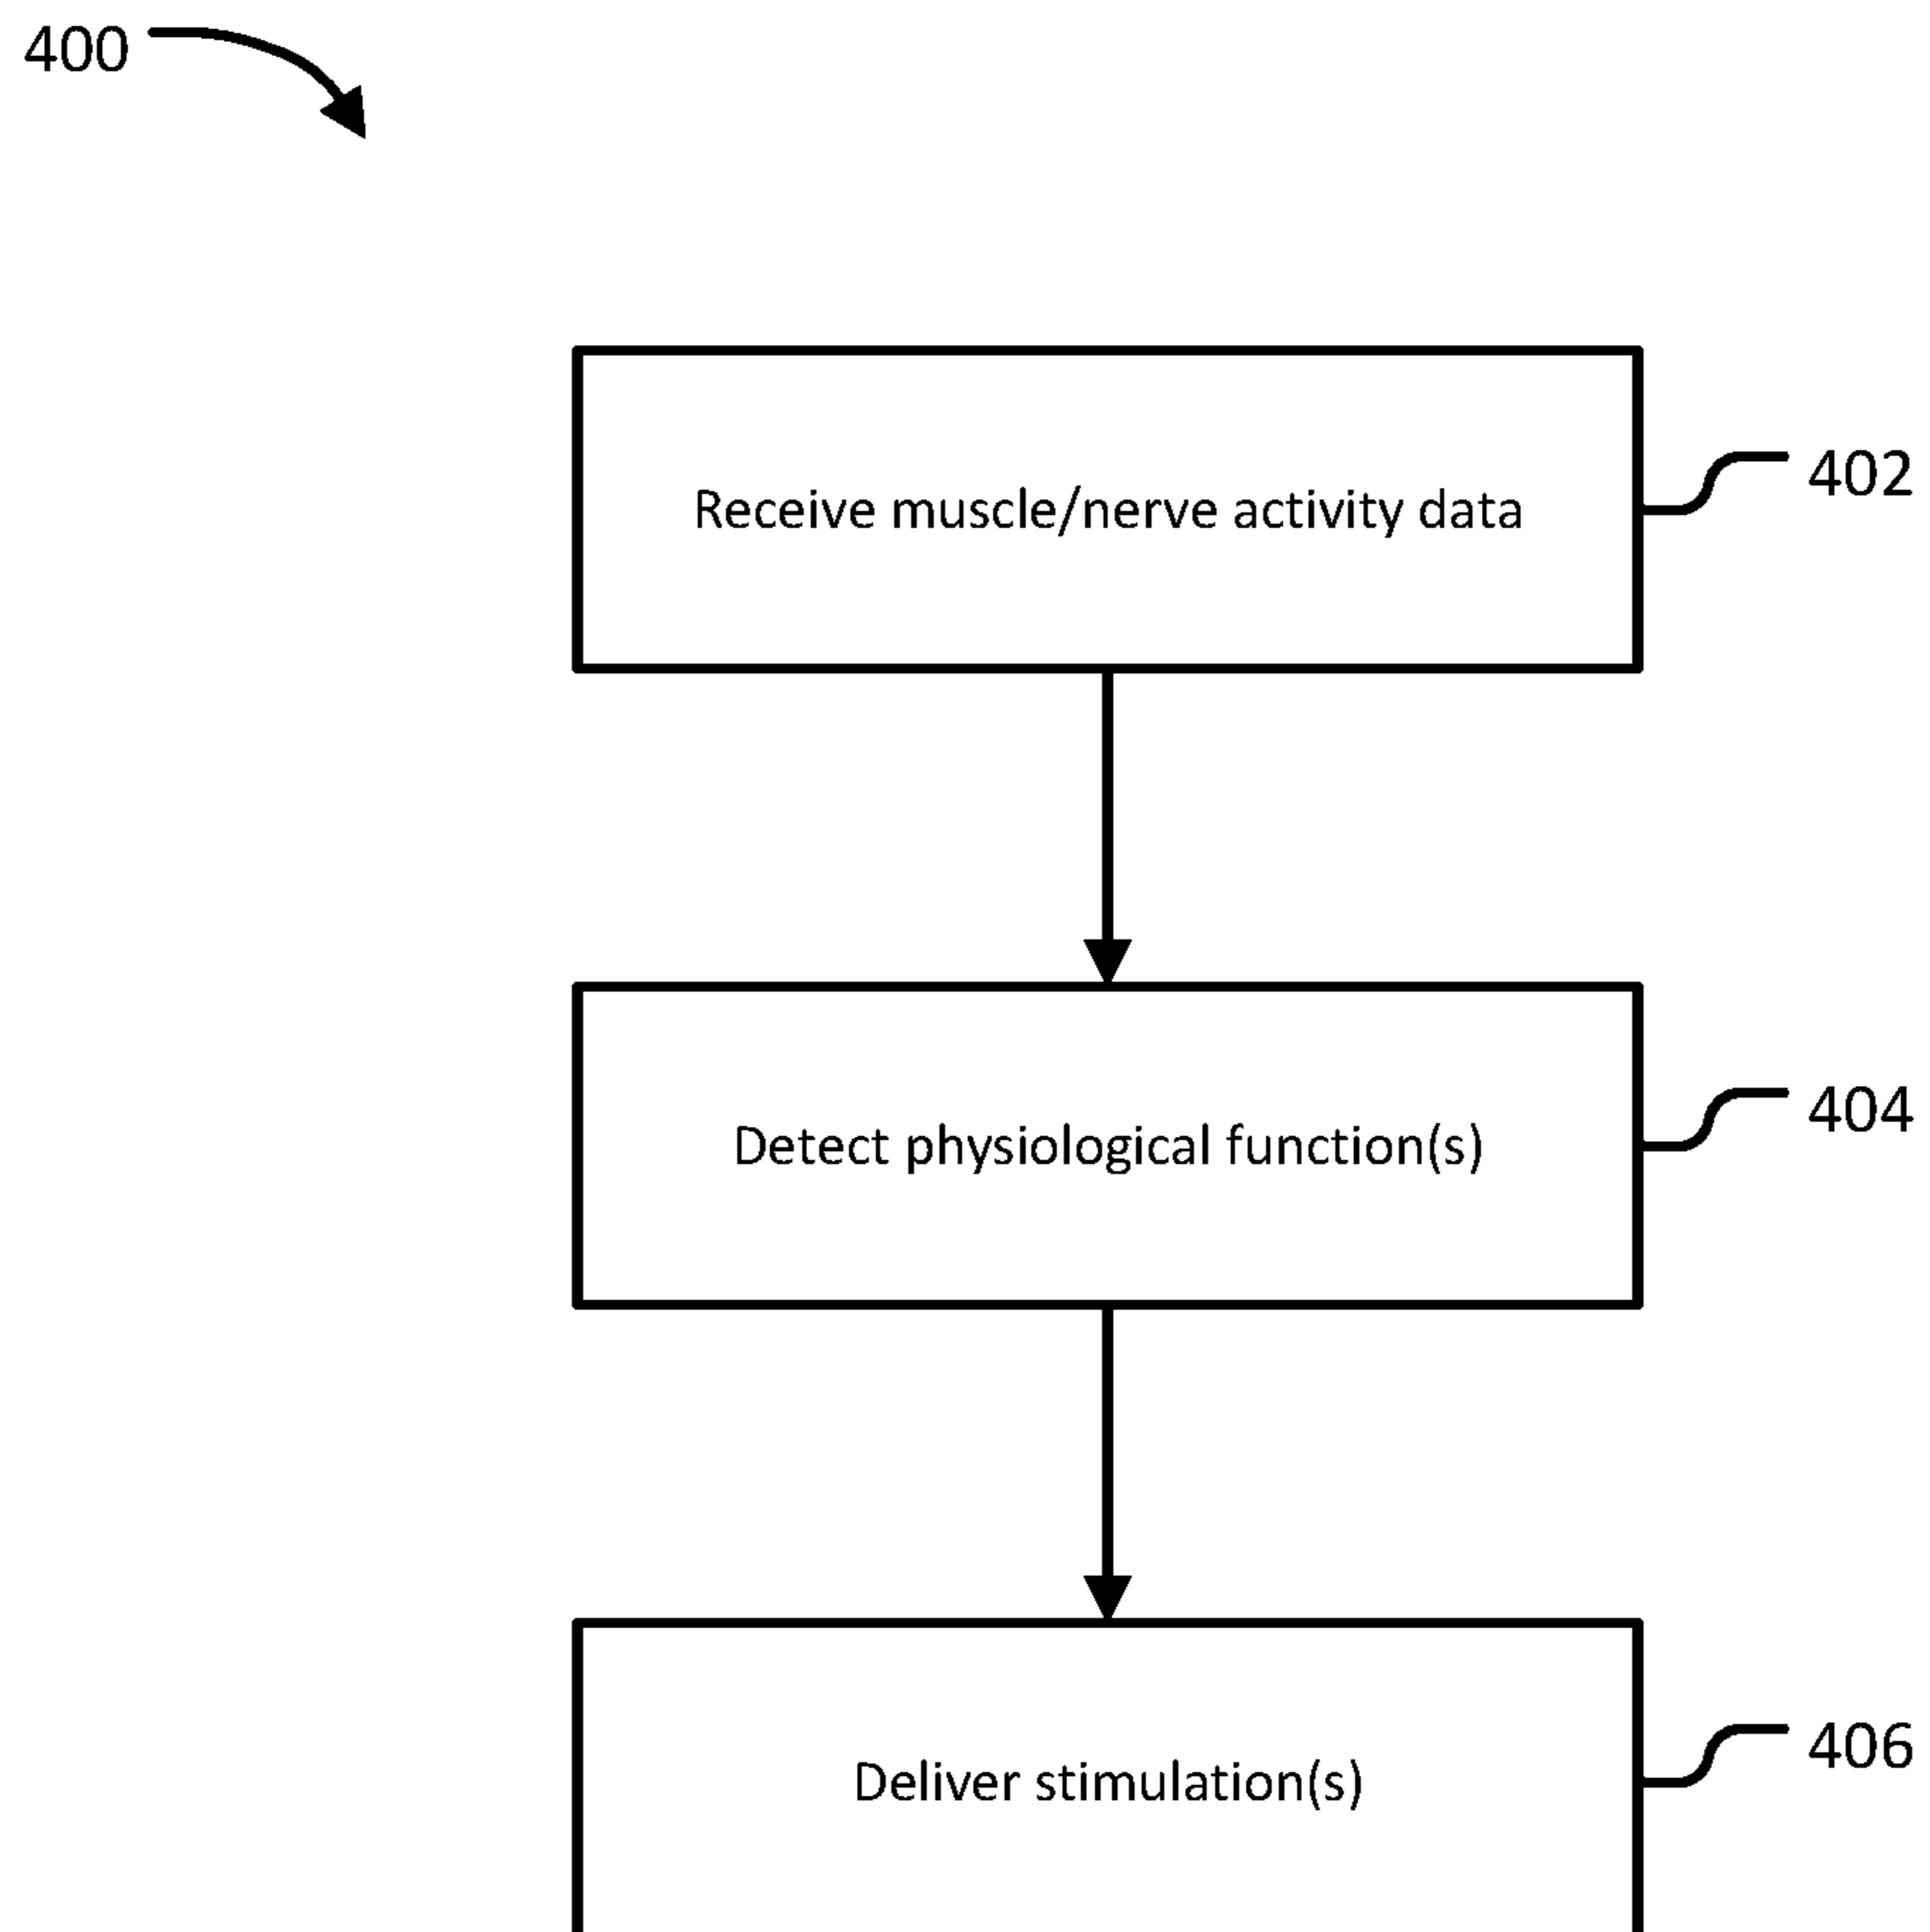 400
Receive muscle/nerve activity data
402
Detect physiological function(s)
404
Deliver stimulation(s)
406